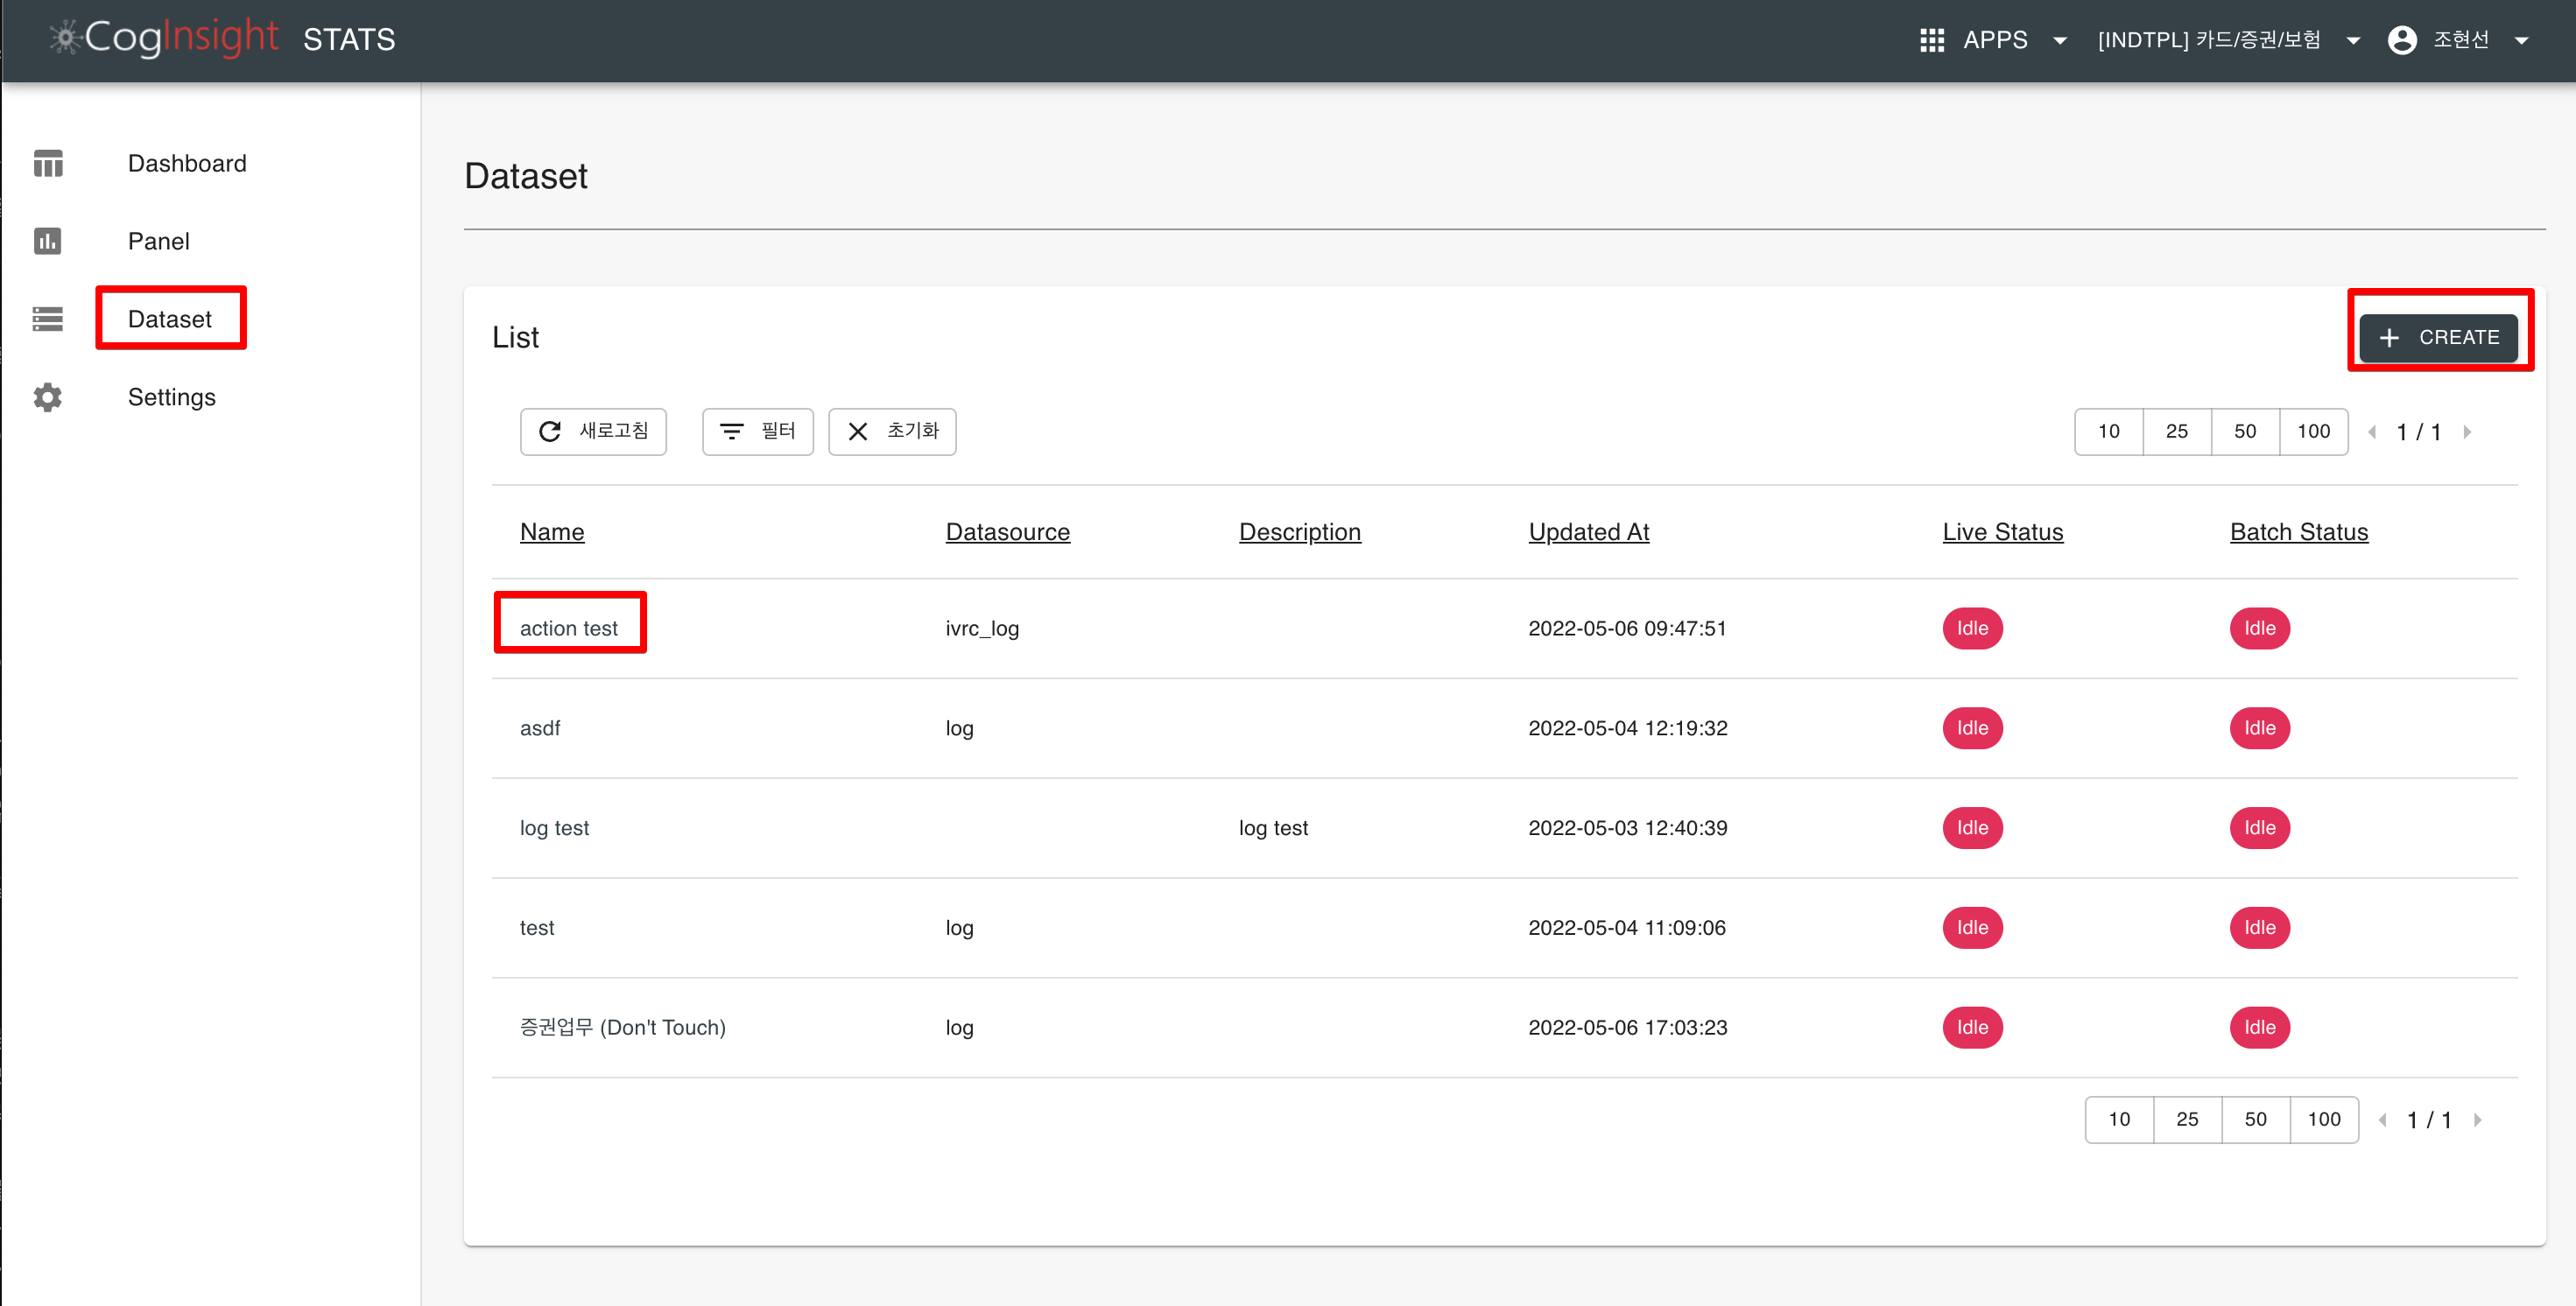 CogInsight STATS APPS [INDTPL] 카드/증권/보험 조현선
Dashboard
Panel
Dataset
Settings
Dataset
List
CREATE
새로고침 필터 초기화 10 25 50 100 1 / 1
Name Datasource Description Updated At Live Status Batch Status
action test ivrc_log 2022-05-06 09:47:51 Idle Idle
asdf log 2022-05-04 12:19:32 Idle Idle
log test log test 2022-05-03 12:40:39 Idle Idle
test log 2022-05-04 11:09:06 Idle Idle
증권업무 (Don't Touch) log 2022-05-06 17:03:23 Idle Idle
10 25 50 100 1 / 1